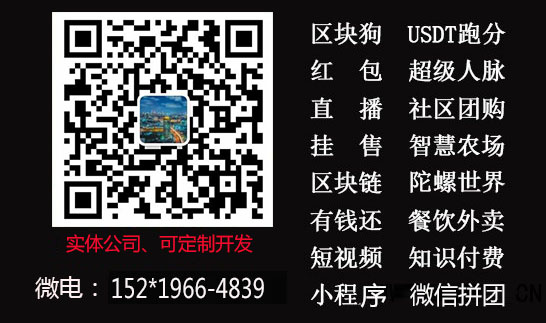 区块狗 USDT跑分
红 包 超级人脉
直 播 社区团购
挂 售 智慧农场
区块链 陀螺世界
有钱还 餐饮外卖
短视频 知识付费
小程序 微信拼团
实体公司、可定制开发
微电：152*1966-4839
CN